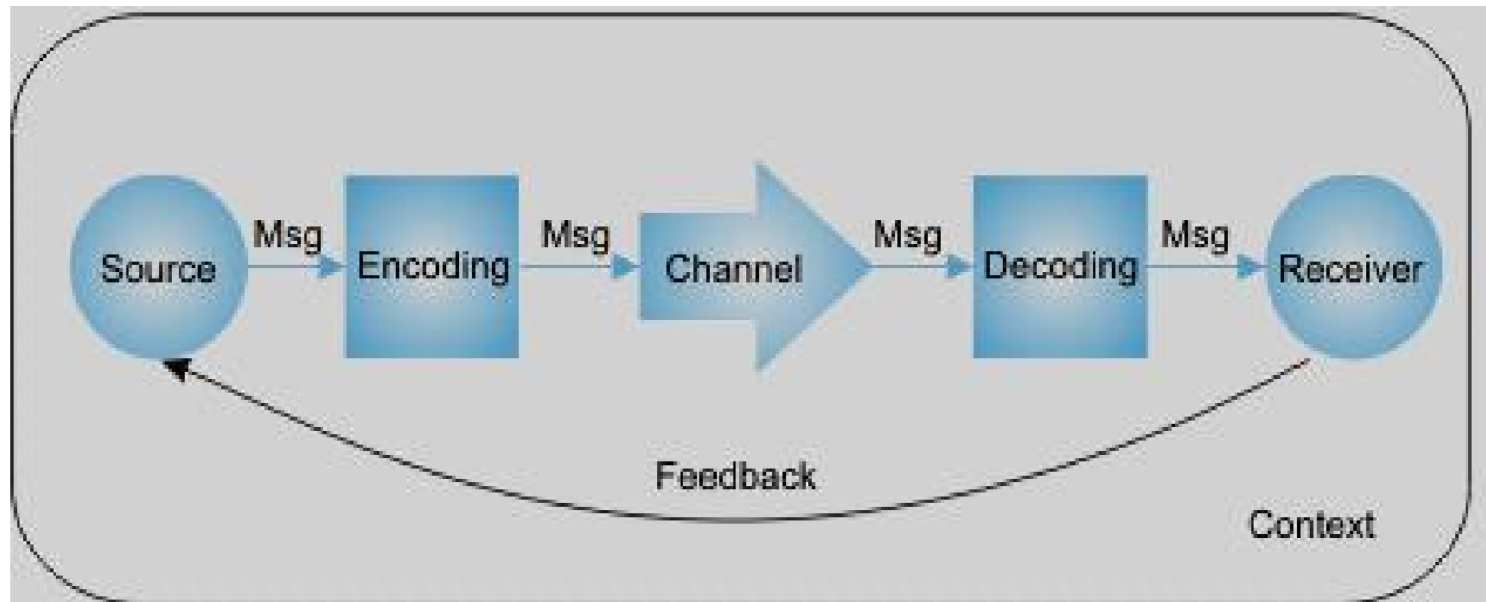 Msg Msg Msg Msg
Source Encoding Channel Decoding Receiver
Feedback
Context